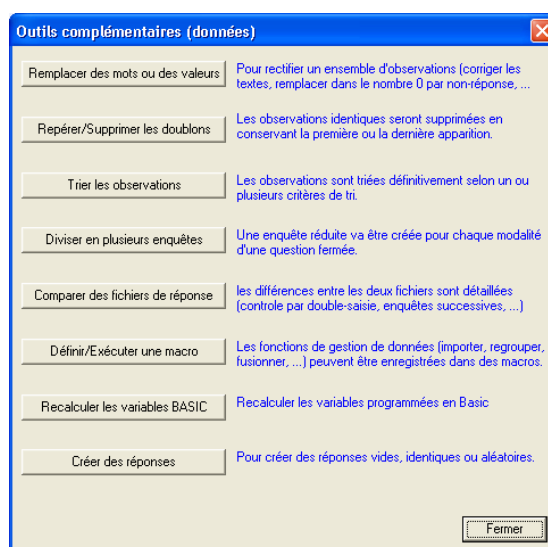 Outils complémentaires (données)
Remplacer des mots ou des valeurs
Pour rectifier un ensemble d'observations (corriger les
textes, remplacer dans le nombre 0 par non-réponse, ...
Repérer/Supprimer les doublons
Les observations identiques seront supprimées en
conservant la première ou la dernière apparition.
Trier les observations
Les observations sont triées définitivement selon un ou
plusieurs critères de tri.
Diviser en plusieurs enquêtes
Une enquête réduite va être créée pour chaque modalité
d'une question fermée.
Comparer des fichiers de réponse
les différences entre les deux fichiers sont détaillées
(controle par double-saisie, enquêtes successives, ...)
Définir/Exécuter une macro
Les fonctions de gestion de données (importer, regrouper,
fusionner, ...) peuvent être enregistrées dans des macros.
Recalculer les variables BASIC
Recalculer les variables programmées en Basic
Créer des réponses
Pour créer des réponses vides, identiques ou aléatoires.
Fermer